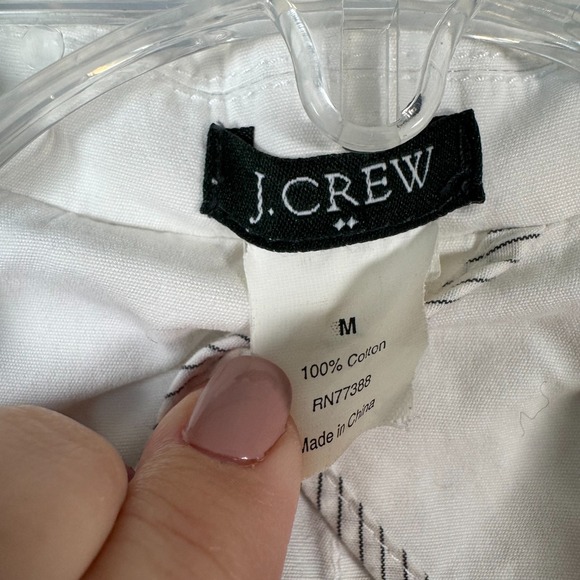 J.CREW
M
100% Cotton
RN77388
Made in China